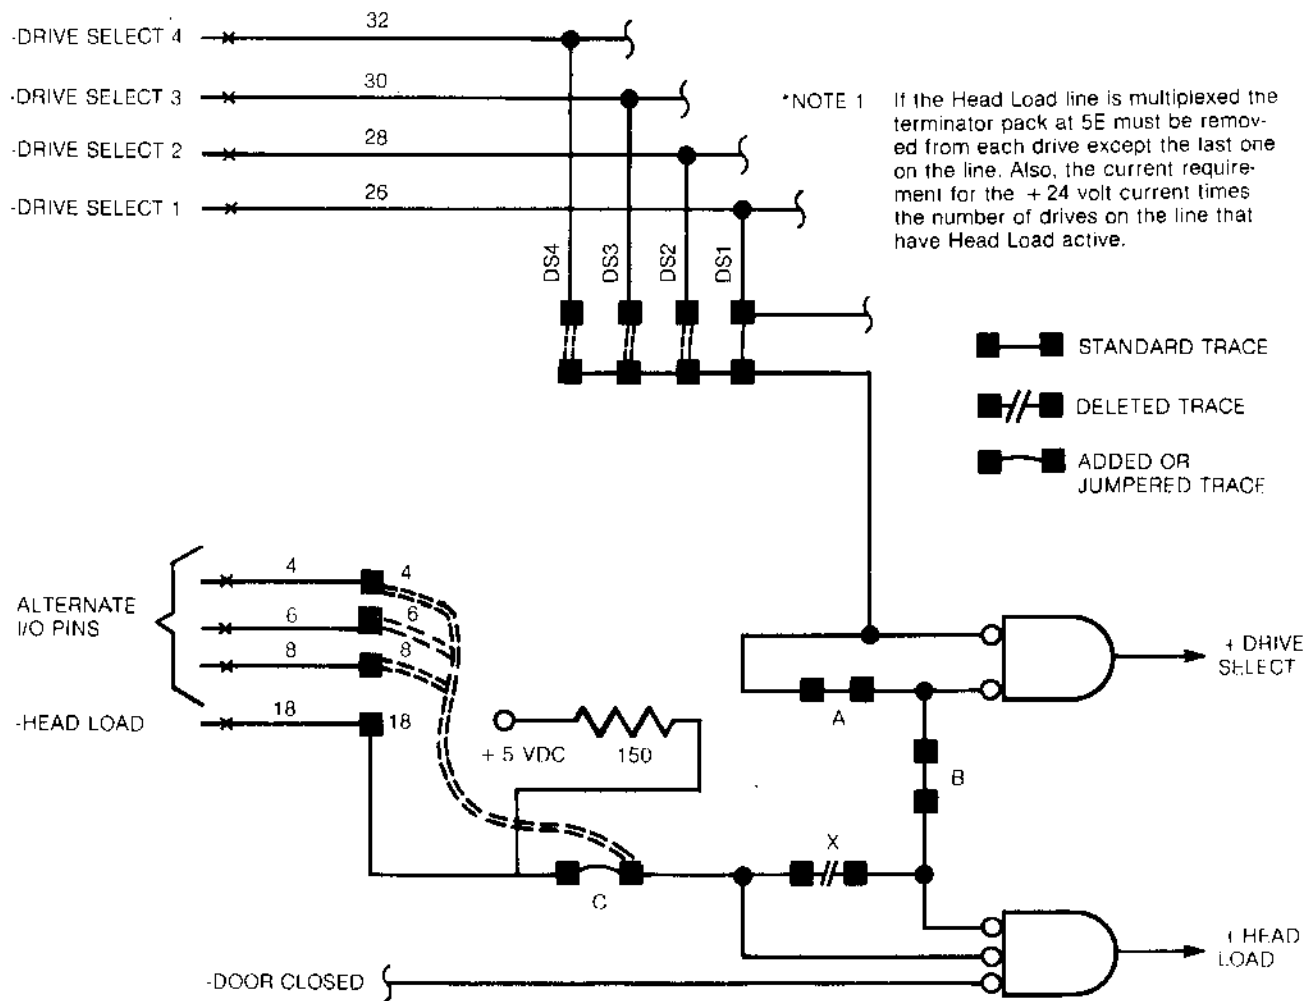 -DRIVE SELECT 4
32
-DRIVE SELECT 3
30
-DRIVE SELECT 2
28
-DRIVE SELECT 1
26
*NOTE 1
If the Head Load line is multiplexed the
terminator pack at 5E must be remov-
ed from each drive except the last one
on the line. Also, the current require-
ment for the +24 volt current times
the number of drives on the line that
have Head Load active.
DS4
DS3
DS2
DS1
STANDARD TRACE
DELETED TRACE
ADDED OR
JUMPERED TRACE
ALTERNATE
I/O PINS
4
4
6
6
8
8
-HEAD LOAD
18
18
+ 5 VDC
150
A
B
X
C
+ DRIVE
SELECT
+ HEAD
LOAD
-DOOR CLOSED